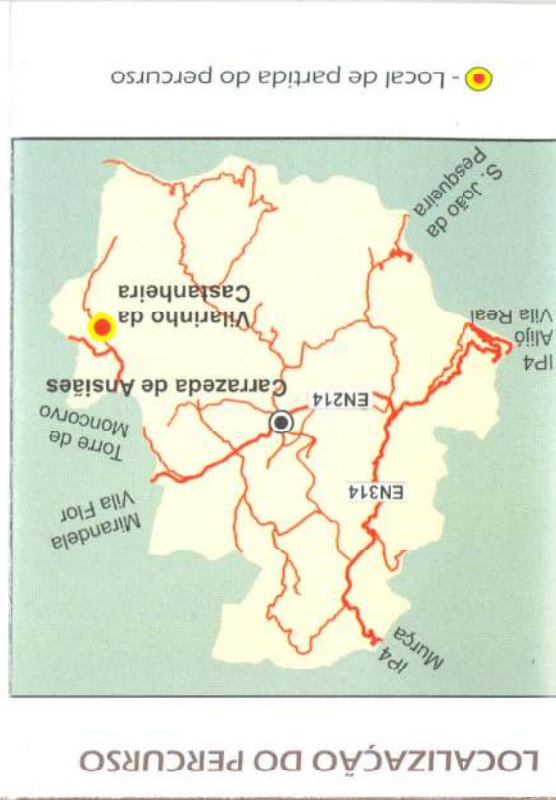 LOCALIZAÇÃO DO PERCURSO
Murça
IP4
EN314
Mirandela
Vila Flor
EN214
Torre de
Moncorvo
IP4
Alijó
Vila Real
Carrazeda de Ansiães
Vilarinho da
Castanheira
S. João da
Pesqueira
- Local de partida do percurso